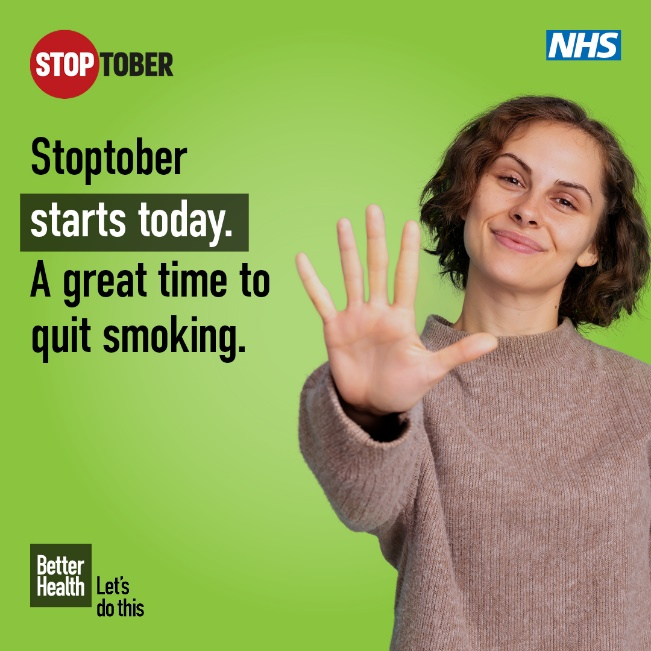 STOPTOBER
NHS
Stoptober
starts today.
A great time to
quit smoking.
Better
Health
Let's
do this